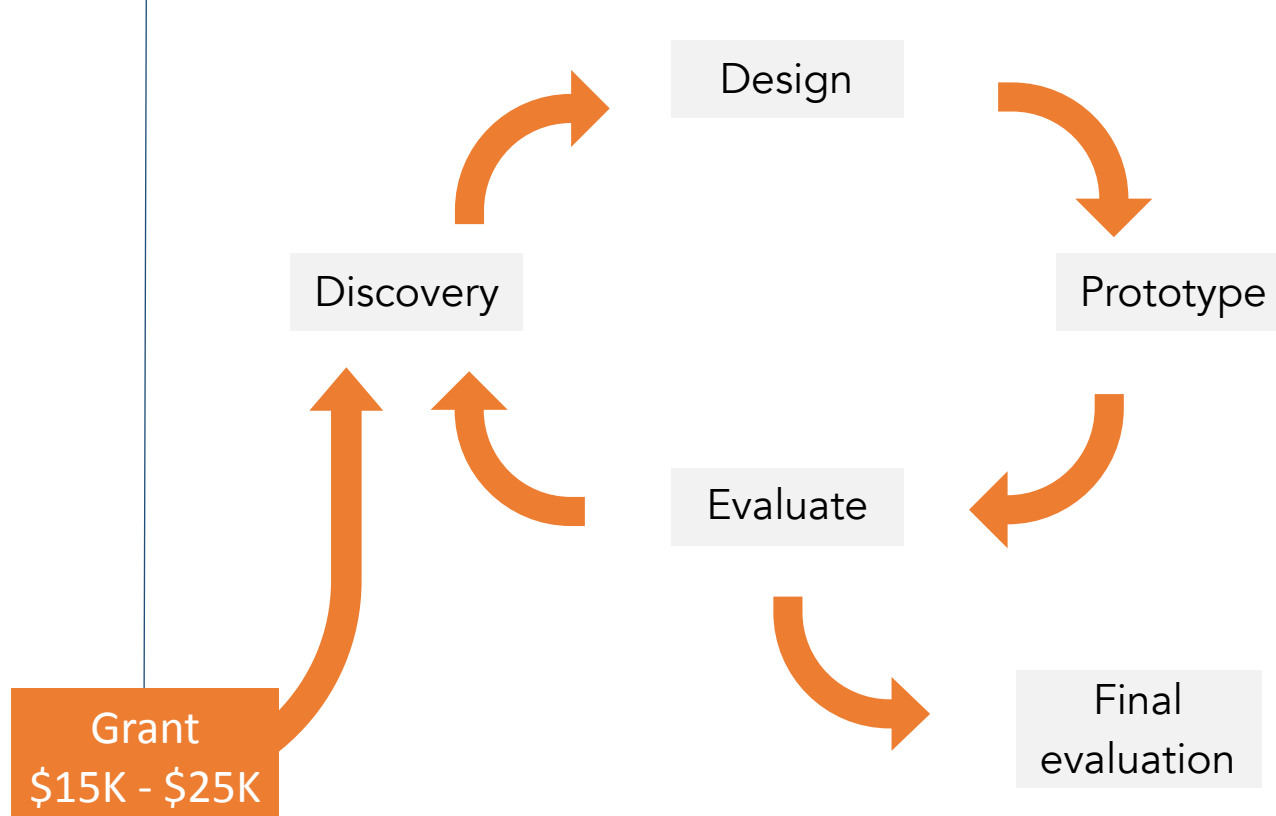 Design
Discovery
Prototype
Evaluate
Final
evaluation
Grant
$15K - $25K